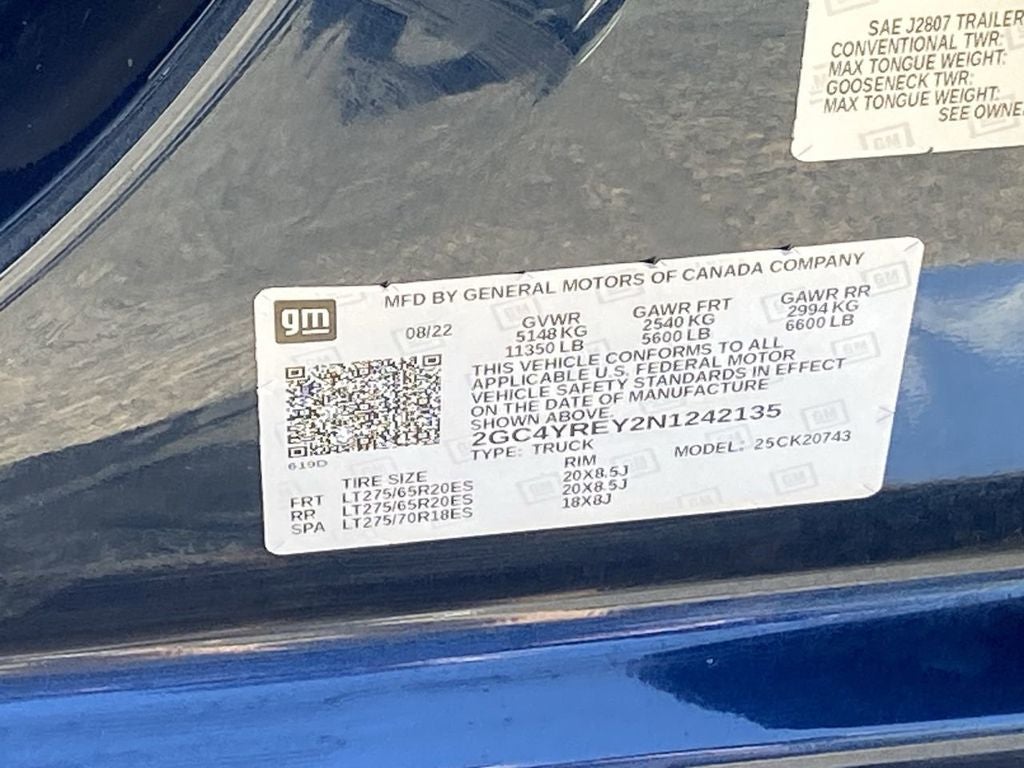 SAE J2807 TRAILER
CONVENTIONAL TWR:
MAX TONGUE WEIGHT:
GOOSENECK TWR:
MAX TONGUE WEIGHT:
SEE OWNE
GM
gm
MFD BY GENERAL MOTORS OF CANADA COMPANY
08/22
GVWR GAWR FRT GAWR RR
5148 KG 2540 KG 2994 KG
11350 LB 5600 LB 6600 LB
THIS VEHICLE CONFORMS TO ALL
APPLICABLE U.S. FEDERAL MOTOR
VEHICLE SAFETY STANDARDS IN EFFECT
ON THE DATE OF MANUFACTURE
SHOWN ABOVE.
2GC4YREY2N1242135
TYPE: TRUCK MODEL: 25CK20743
619D
TIRE SIZE RIM
FRT LT275/65R20ES 20X8.5J
RR LT275/65R20ES 20X8.5J
SPA LT275/70R18ES 18X8J